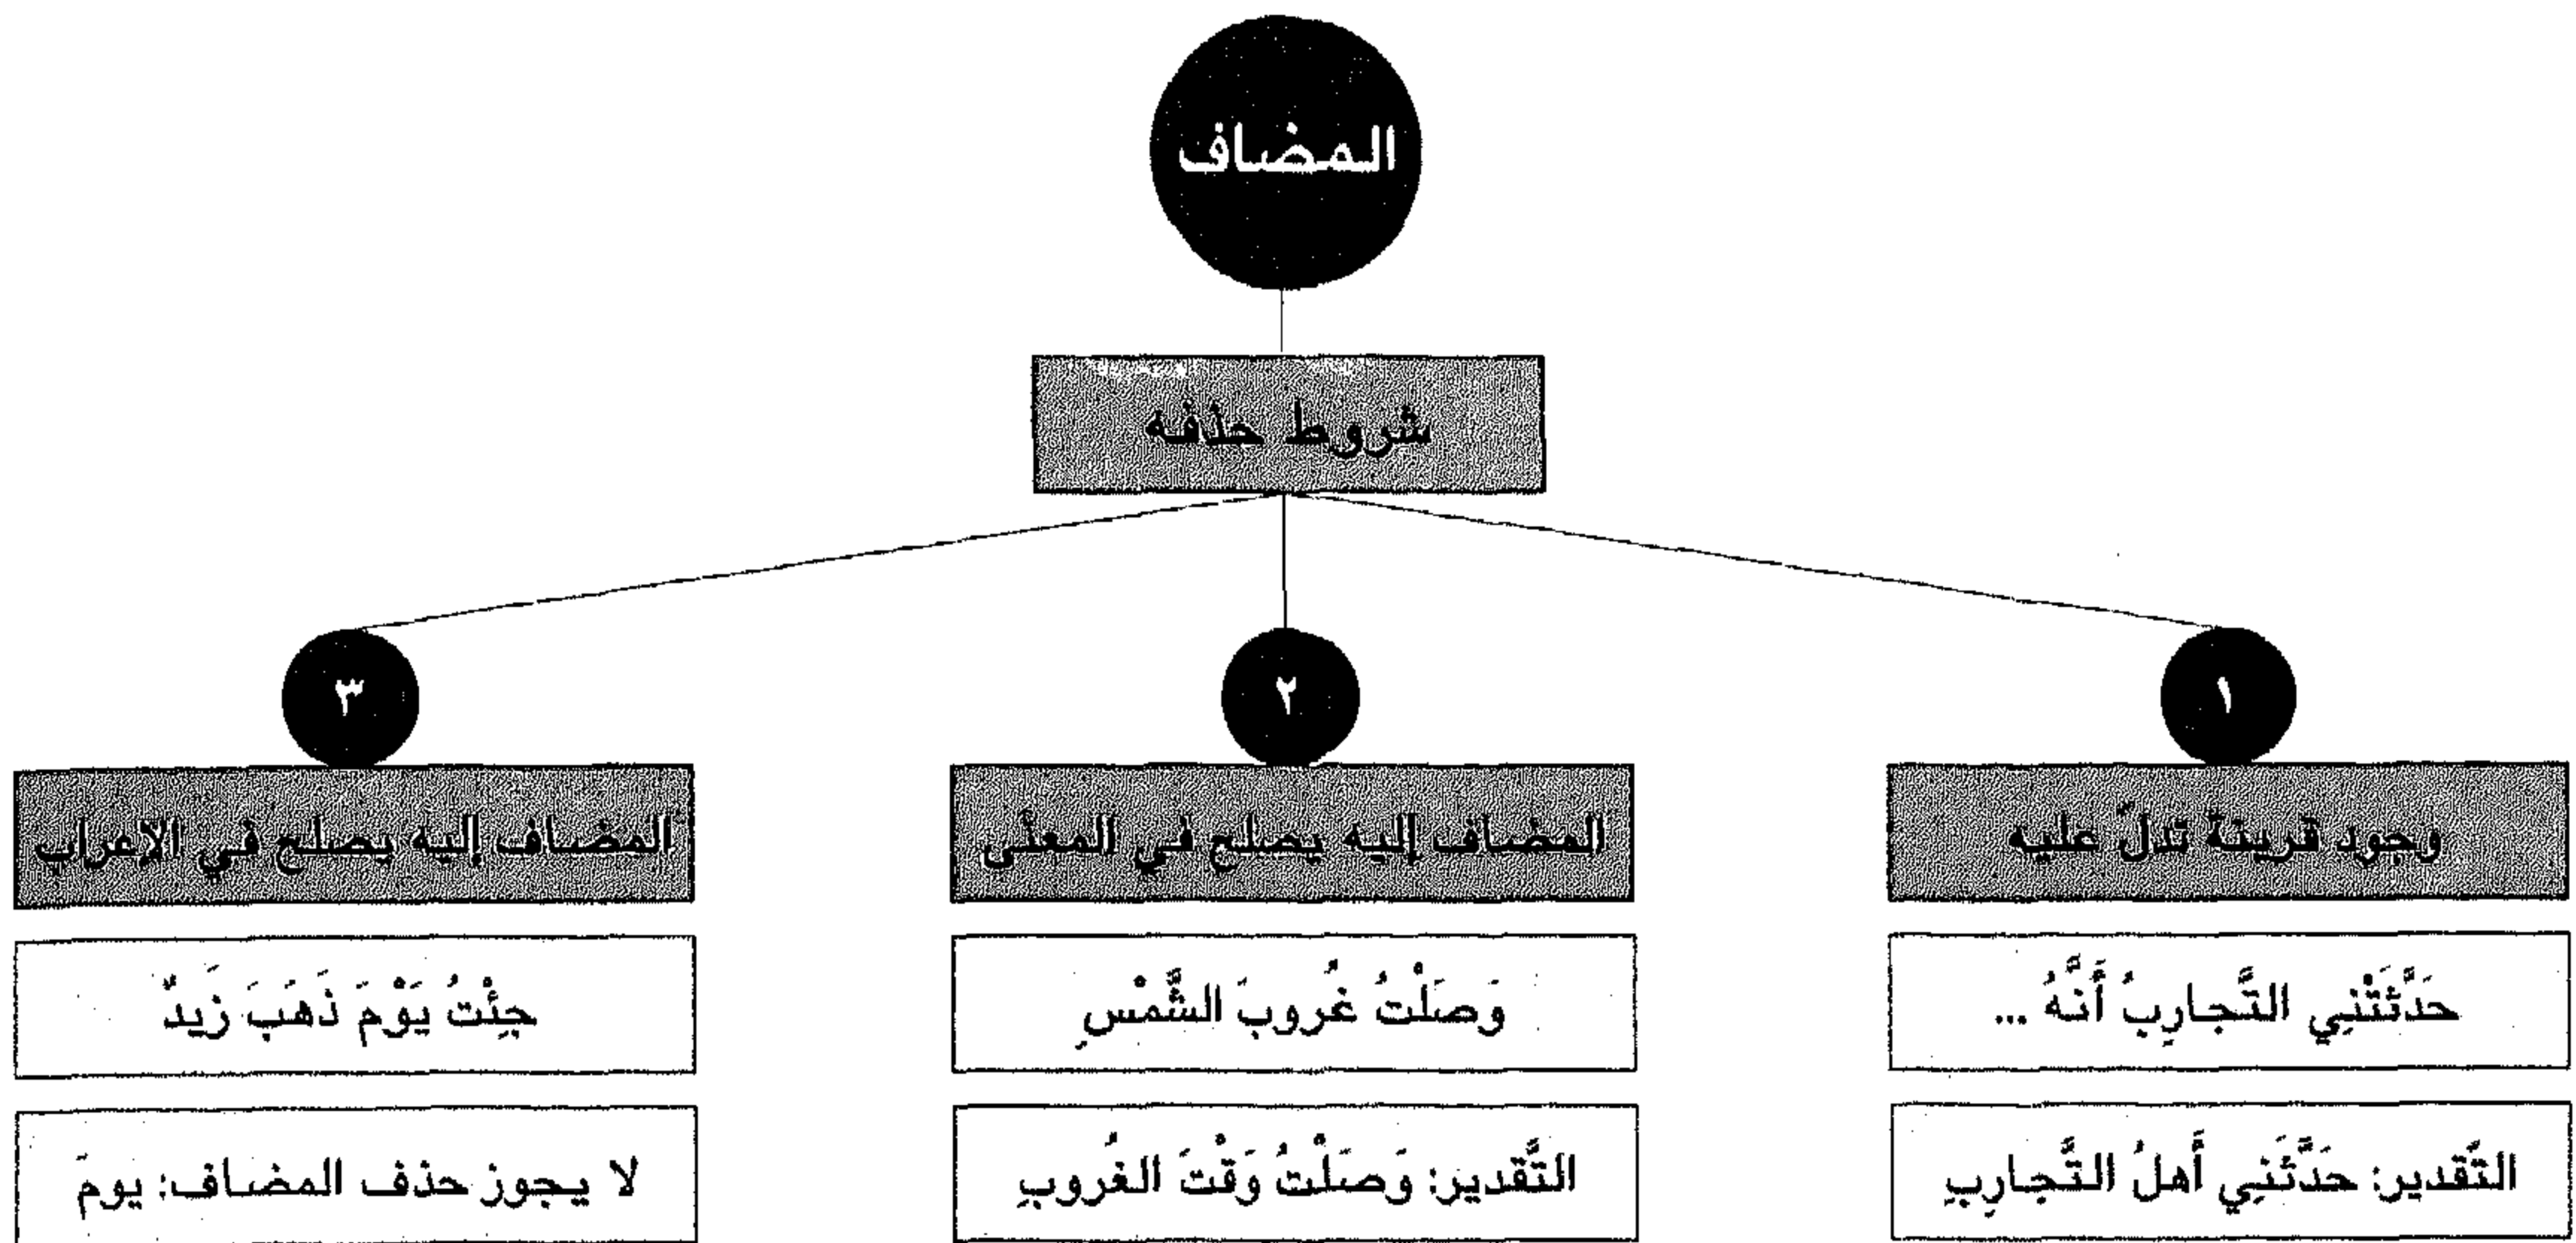 المضاف
شروط حذفه
١
وجود قرينة تدلّ عليه
حَدَّثَتْنِي التَّجارِبُ أَنَّهُ ...
التَّقدير: حَدَّثَنِي أَهلُ التَّجارِبِ
٢
المضاف إليه يصلح في المعنى
وَصَلْتُ غُروبَ الشَّمْسِ
التَّقدير: وَصَلْتُ وَقْتَ الغُروبِ
٣
المضاف إليه يصلح في الإعراب
جِئْتُ يَوْمَ ذَهَبَ زَيدٌ
لا يجوز حذف المضاف: يومَ